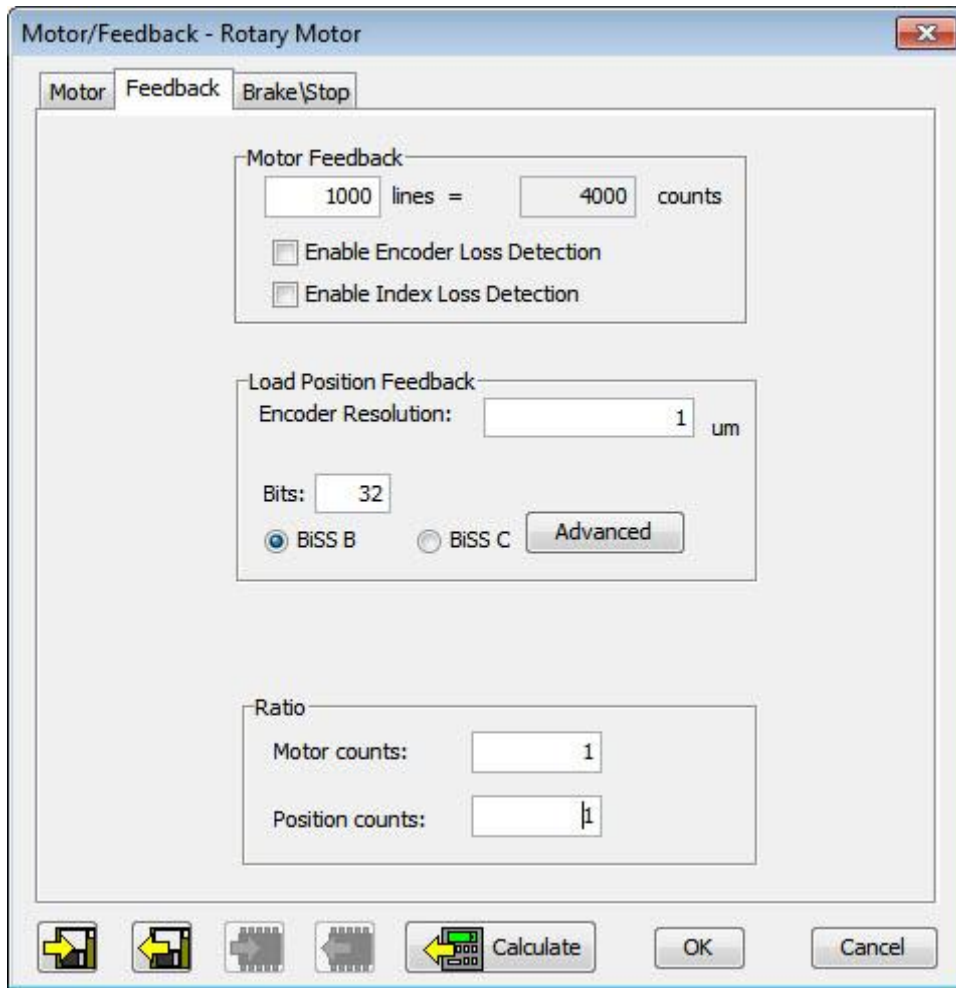 Motor/Feedback - Rotary Motor
Motor Feedback Brake\Stop
Motor Feedback
1000 lines = 4000 counts
Enable Encoder Loss Detection
Enable Index Loss Detection
Load Position Feedback
Encoder Resolution: 1 um
Bits: 32
BiSS B BiSS C Advanced
Ratio
Motor counts: 1
Position counts: 1
Calculate OK Cancel